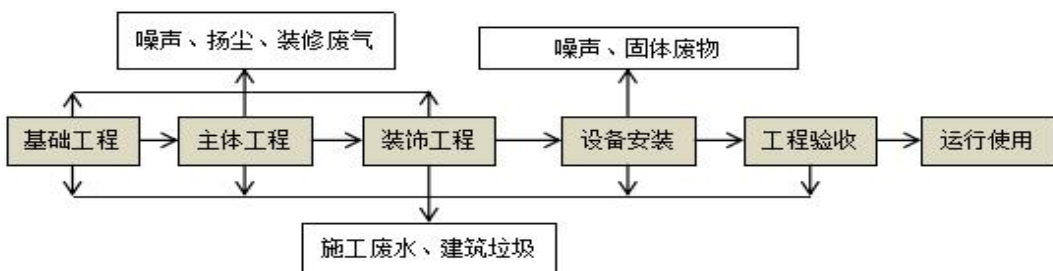 噪声、扬尘、装修废气
噪声、固体废物
基础工程
主体工程
装饰工程
设备安装
工程验收
运行使用
施工废水、建筑垃圾